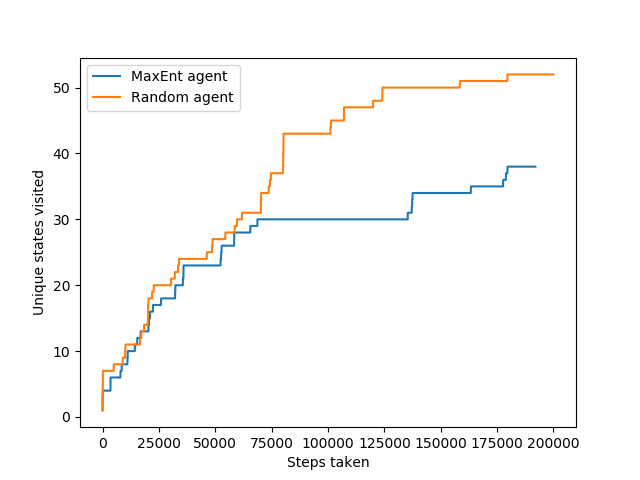 MaxEnt agent
Random agent
Unique states visited
50
40
30
20
10
0
0 25000 50000 75000 100000 125000 150000 175000 200000
Steps taken